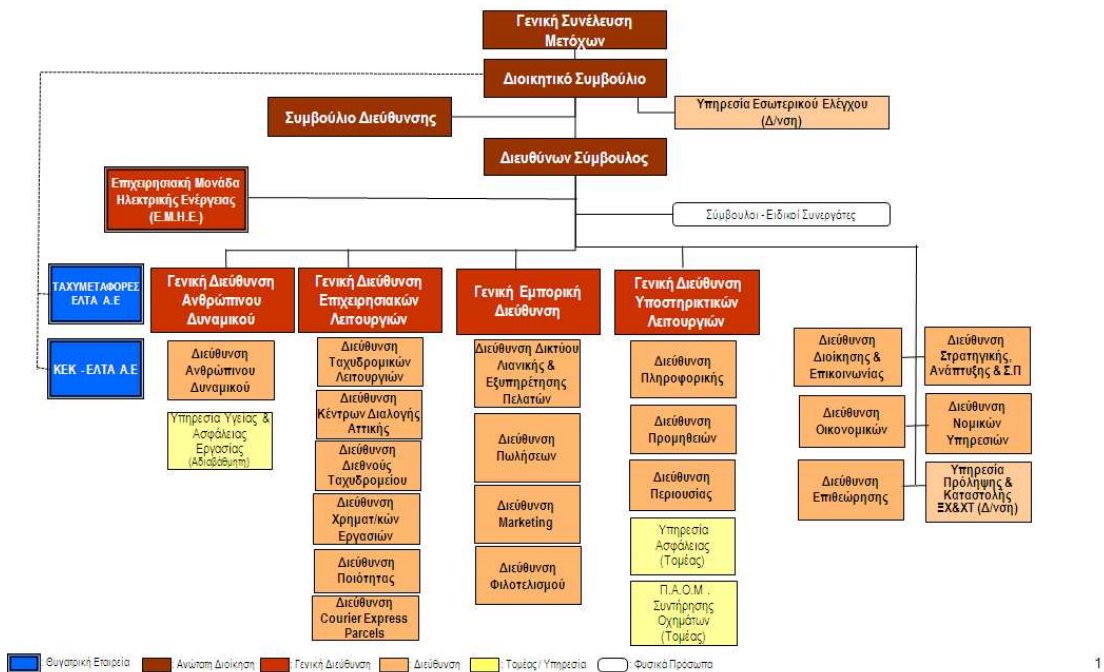 Γενική Συνέλευση
Μετόχων
Διοικητικό Συμβούλιο
Συμβούλιο Διεύθυνσης
Υπηρεσία Εσωτερικού Ελέγχου
(Δ/νση)
Διευθύνων Σύμβουλος
Επιχειρησιακή Μονάδα
Ηλεκτρικής Ενέργειας
(Ε.Μ.Η.Ε.)
Σύμβουλοι - Ειδικοί Συνεργάτες
ΤΑΧΥΜΕΤΑΦΟΡΕΣ
ΕΛΤΑ Α.Ε
Γενική Διεύθυνση
Ανθρώπινου
Δυναμικού
Γενική Διεύθυνση
Επιχειρησιακών
Λειτουργιών
Γενική Εμπορική
Διεύθυνση
Γενική Διεύθυνση
Υποστηρικτικών
Λειτουργιών
ΚΕΚ - ΕΛΤΑ Α.Ε
Διεύθυνση
Ανθρώπινου
Δυναμικού
Υπηρεσία Υγείας &
Ασφάλειας
Εργασίας
(Αδιαβάθμητη)
Διεύθυνση
Ταχυδρομικών
Λειτουργιών
Διεύθυνση
Κέντρων Διαλογής
Αττικής
Διεύθυνση
Διεθνούς
Ταχυδρομείου
Διεύθυνση
Χρηματ/κών
Εργασιών
Διεύθυνση
Ποιότητας
Διεύθυνση
Courier Express
Parcels
Διεύθυνση Δικτύου
Λιανικής &
Εξυπηρέτησης
Πελατών
Διεύθυνση
Πωλήσεων
Διεύθυνση
Marketing
Διεύθυνση
Φιλοτελισμού
Διεύθυνση
Πληροφορικής
Διεύθυνση
Προμηθειών
Διεύθυνση
Περιουσίας
Υπηρεσία
Ασφάλειας
(Τομέας)
Π.Α.Ο.Μ .
Συντήρησης
Οχημάτων
(Τομέας)
Διεύθυνση
Διοίκησης &
Επικοινωνίας
Διεύθυνση
Στρατηγικής,
Ανάπτυξης & Σ.Π
Διεύθυνση
Οικονομικών
Διεύθυνση
Νομικών
Υπηρεσιών
Διεύθυνση
Επιθεώρησης
Υπηρεσία
Πρόληψης &
Καταστολής
ΞΧ&ΧΤ (Δ/νση)
: Θυγατρική Εταιρεία : Ανώτατη Διοίκηση : Γενική Διεύθυνση : Διεύθυνση : Τομέας / Υπηρεσία : Φυσικά Πρόσωπα
1